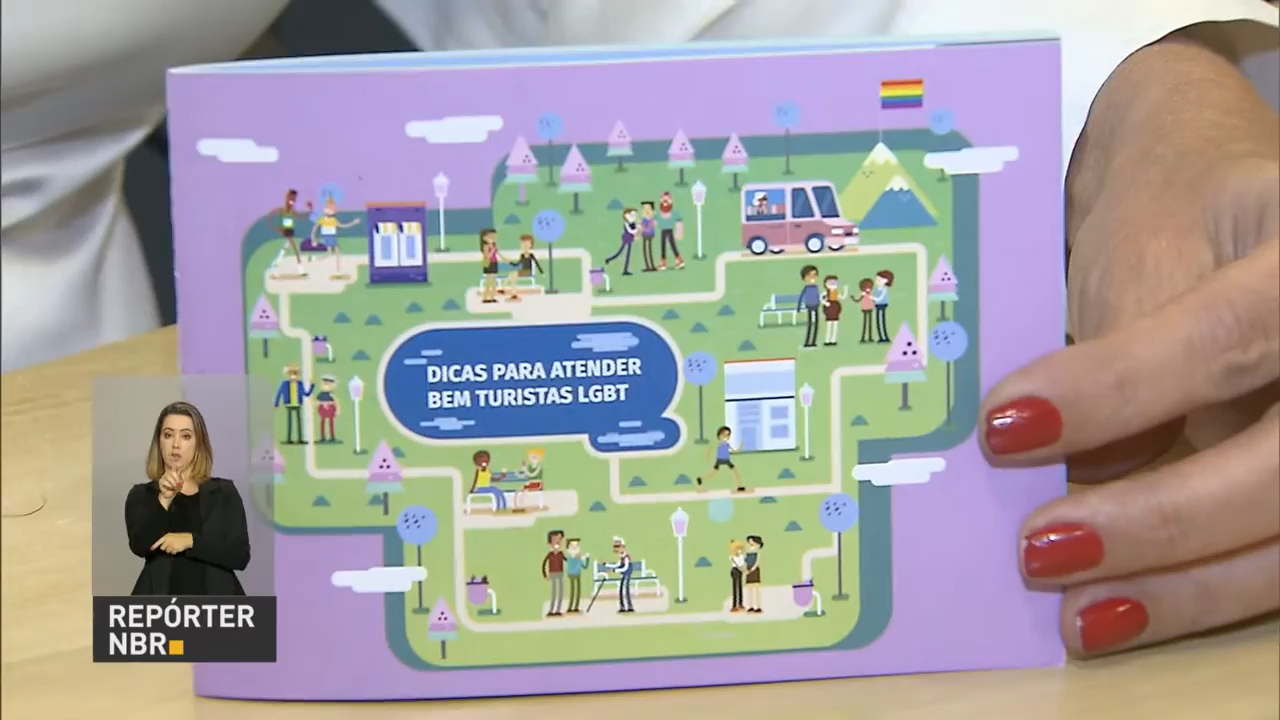 DICAS PARA ATENDER
BEM TURISTAS LGBT
REPÓRTER
NBR